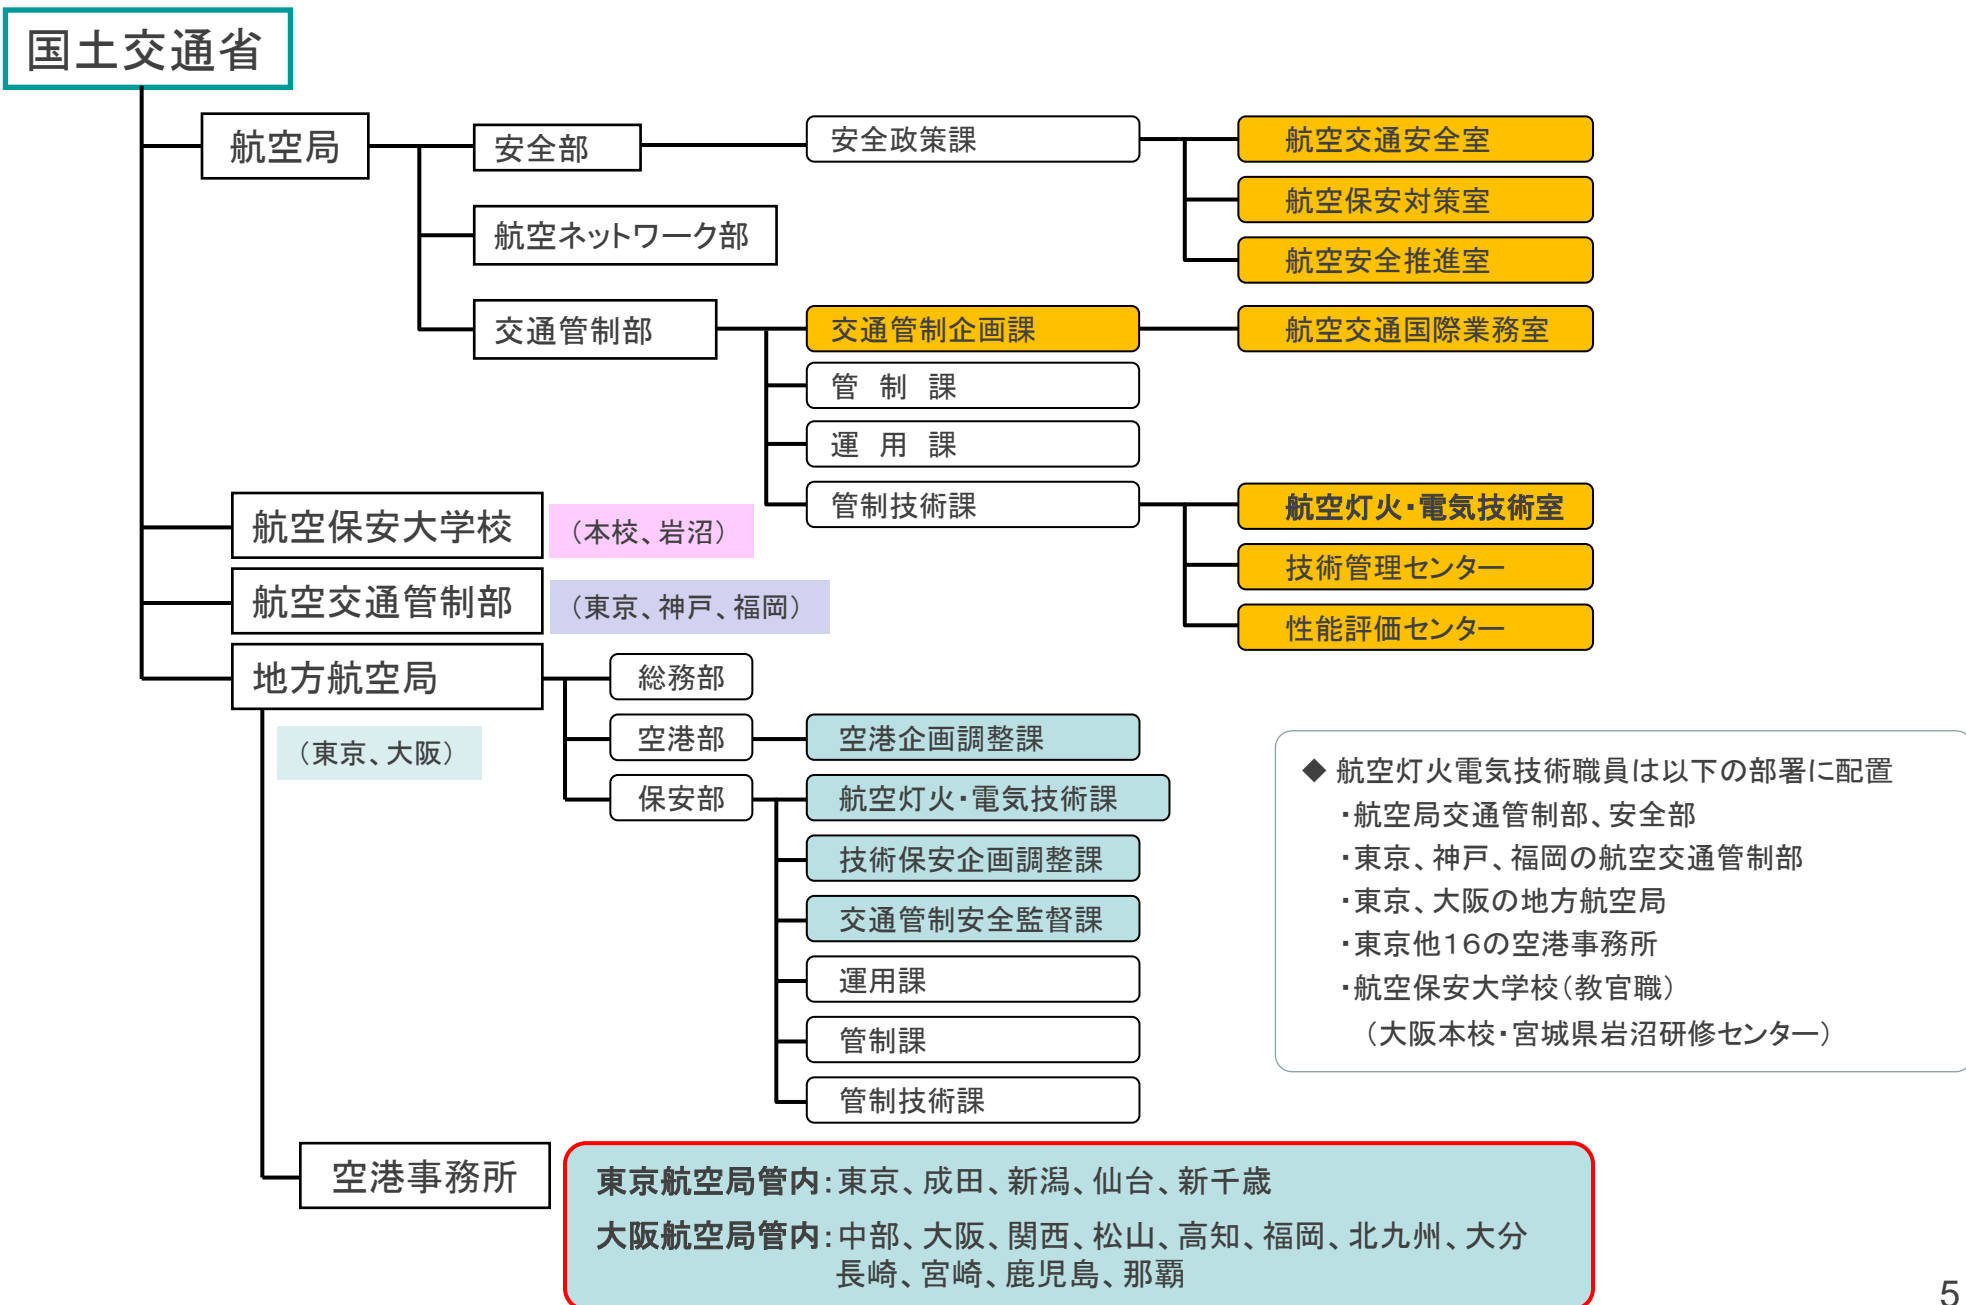 国土交通省
航空局
安全部
安全政策課
航空交通安全室
航空保安対策室
航空安全推進室
航空ネットワーク部
交通管制部
交通管制企画課
航空交通国際業務室
管 制 課
運 用 課
管制技術課
航空灯火・電気技術室
技術管理センター
性能評価センター
航空保安大学校
（本校、岩沼）
航空交通管制部
（東京、神戸、福岡）
地方航空局
（東京、大阪）
総務部
空港部
空港企画調整課
保安部
航空灯火・電気技術課
技術保安企画調整課
交通管制安全監督課
運用課
管制課
管制技術課
◆ 航空灯火電気技術職員は以下の部署に配置
・航空局交通管制部、安全部
・東京、神戸、福岡の航空交通管制部
・東京、大阪の地方航空局
・東京他16の空港事務所
・航空保安大学校（教官職）
（大阪本校・宮城県岩沼研修センター）
空港事務所
東京航空局管内：東京、成田、新潟、仙台、新千歳
大阪航空局管内：中部、大阪、関西、松山、高知、福岡、北九州、大分
長崎、宮崎、鹿児島、那覇
5